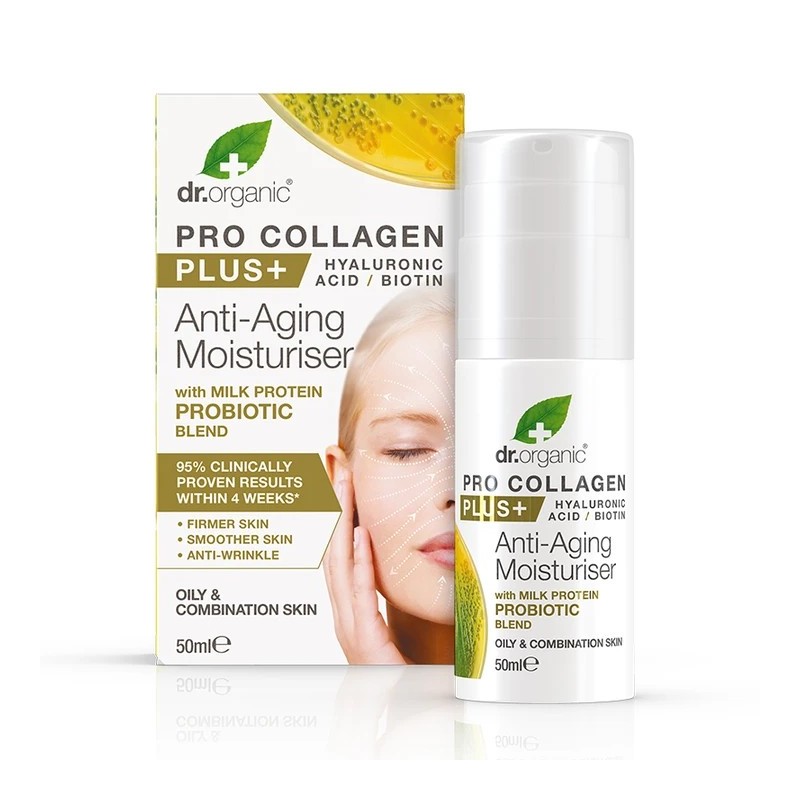 dr.organic®
PRO COLLAGEN
PLUS+ HYALURONIC
ACID / BIOTIN
Anti-Aging
Moisturiser
with MILK PROTEIN
PROBIOTIC
BLEND
95% CLINICALLY
PROVEN RESULTS
WITHIN 4 WEEKS*
• FIRMER SKIN
• SMOOTHER SKIN
• ANTI-WRINKLE
OILY &
COMBINATION SKIN
50ml℮
dr.organic®
PRO COLLAGEN
PLUS+ HYALURONIC
ACID / BIOTIN
Anti-Aging
Moisturiser
with MILK PROTEIN
PROBIOTIC
BLEND
OILY & COMBINATION SKIN
50ml℮